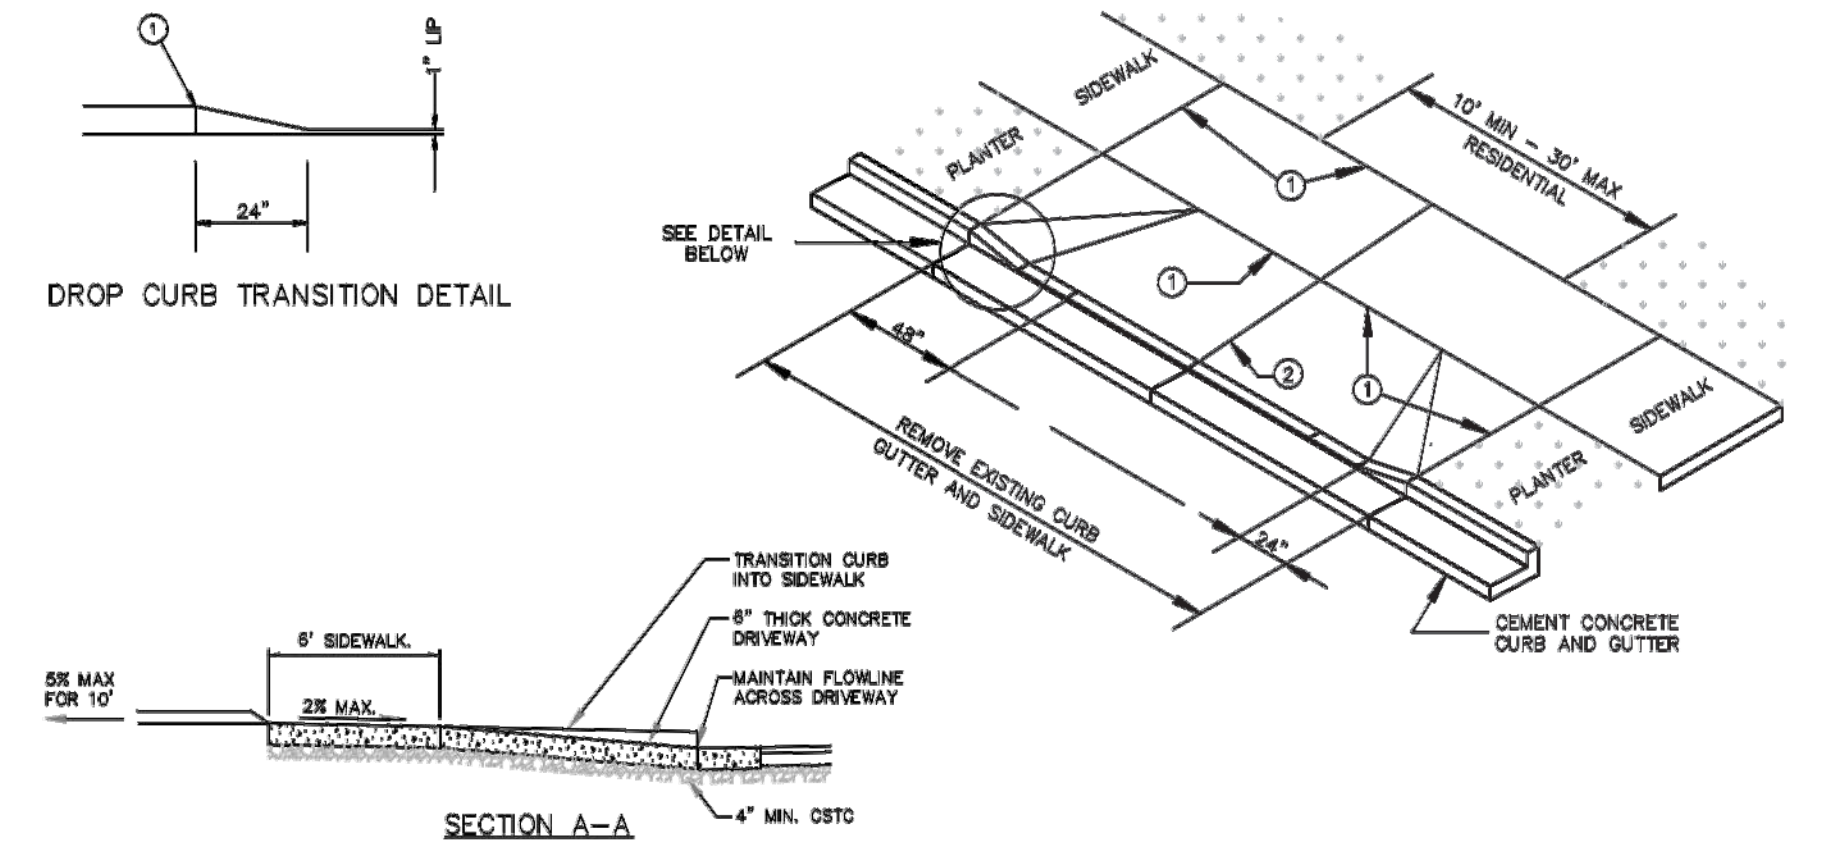 1
1" LIP
24"
DROP CURB TRANSITION DETAIL
SIDEWALK
PLANTER
10' MIN - 30' MAX
RESIDENTIAL
1
SEE DETAIL
BELOW
1
48"
2
1
SIDEWALK
PLANTER
REMOVE EXISTING CURB
GUTTER AND SIDEWALK
24"
CEMENT CONCRETE
CURB AND GUTTER
TRANSITION CURB
INTO SIDEWALK
6" THICK CONCRETE
DRIVEWAY
MAINTAIN FLOWLINE
ACROSS DRIVEWAY
6' SIDEWALK.
5% MAX
FOR 10'
2% MAX.
4" MIN. CSTC
SECTION A-A